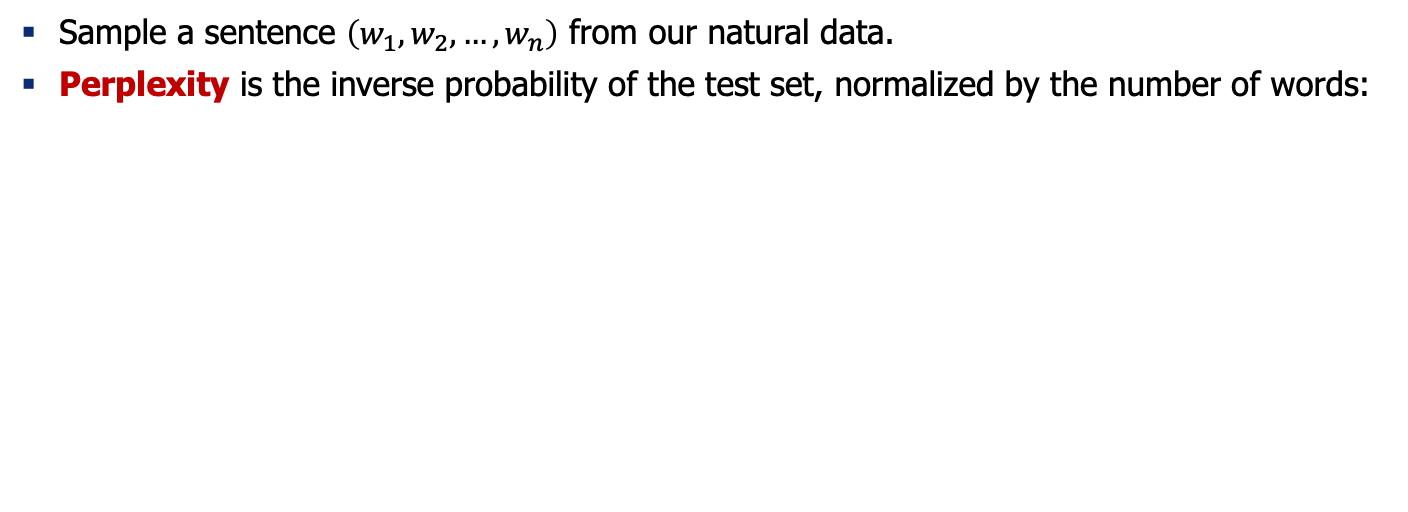 ▪ Sample a sentence (w₁, w₂, … , wₙ) from our natural data.
▪ Perplexity is the inverse probability of the test set, normalized by the number of words: